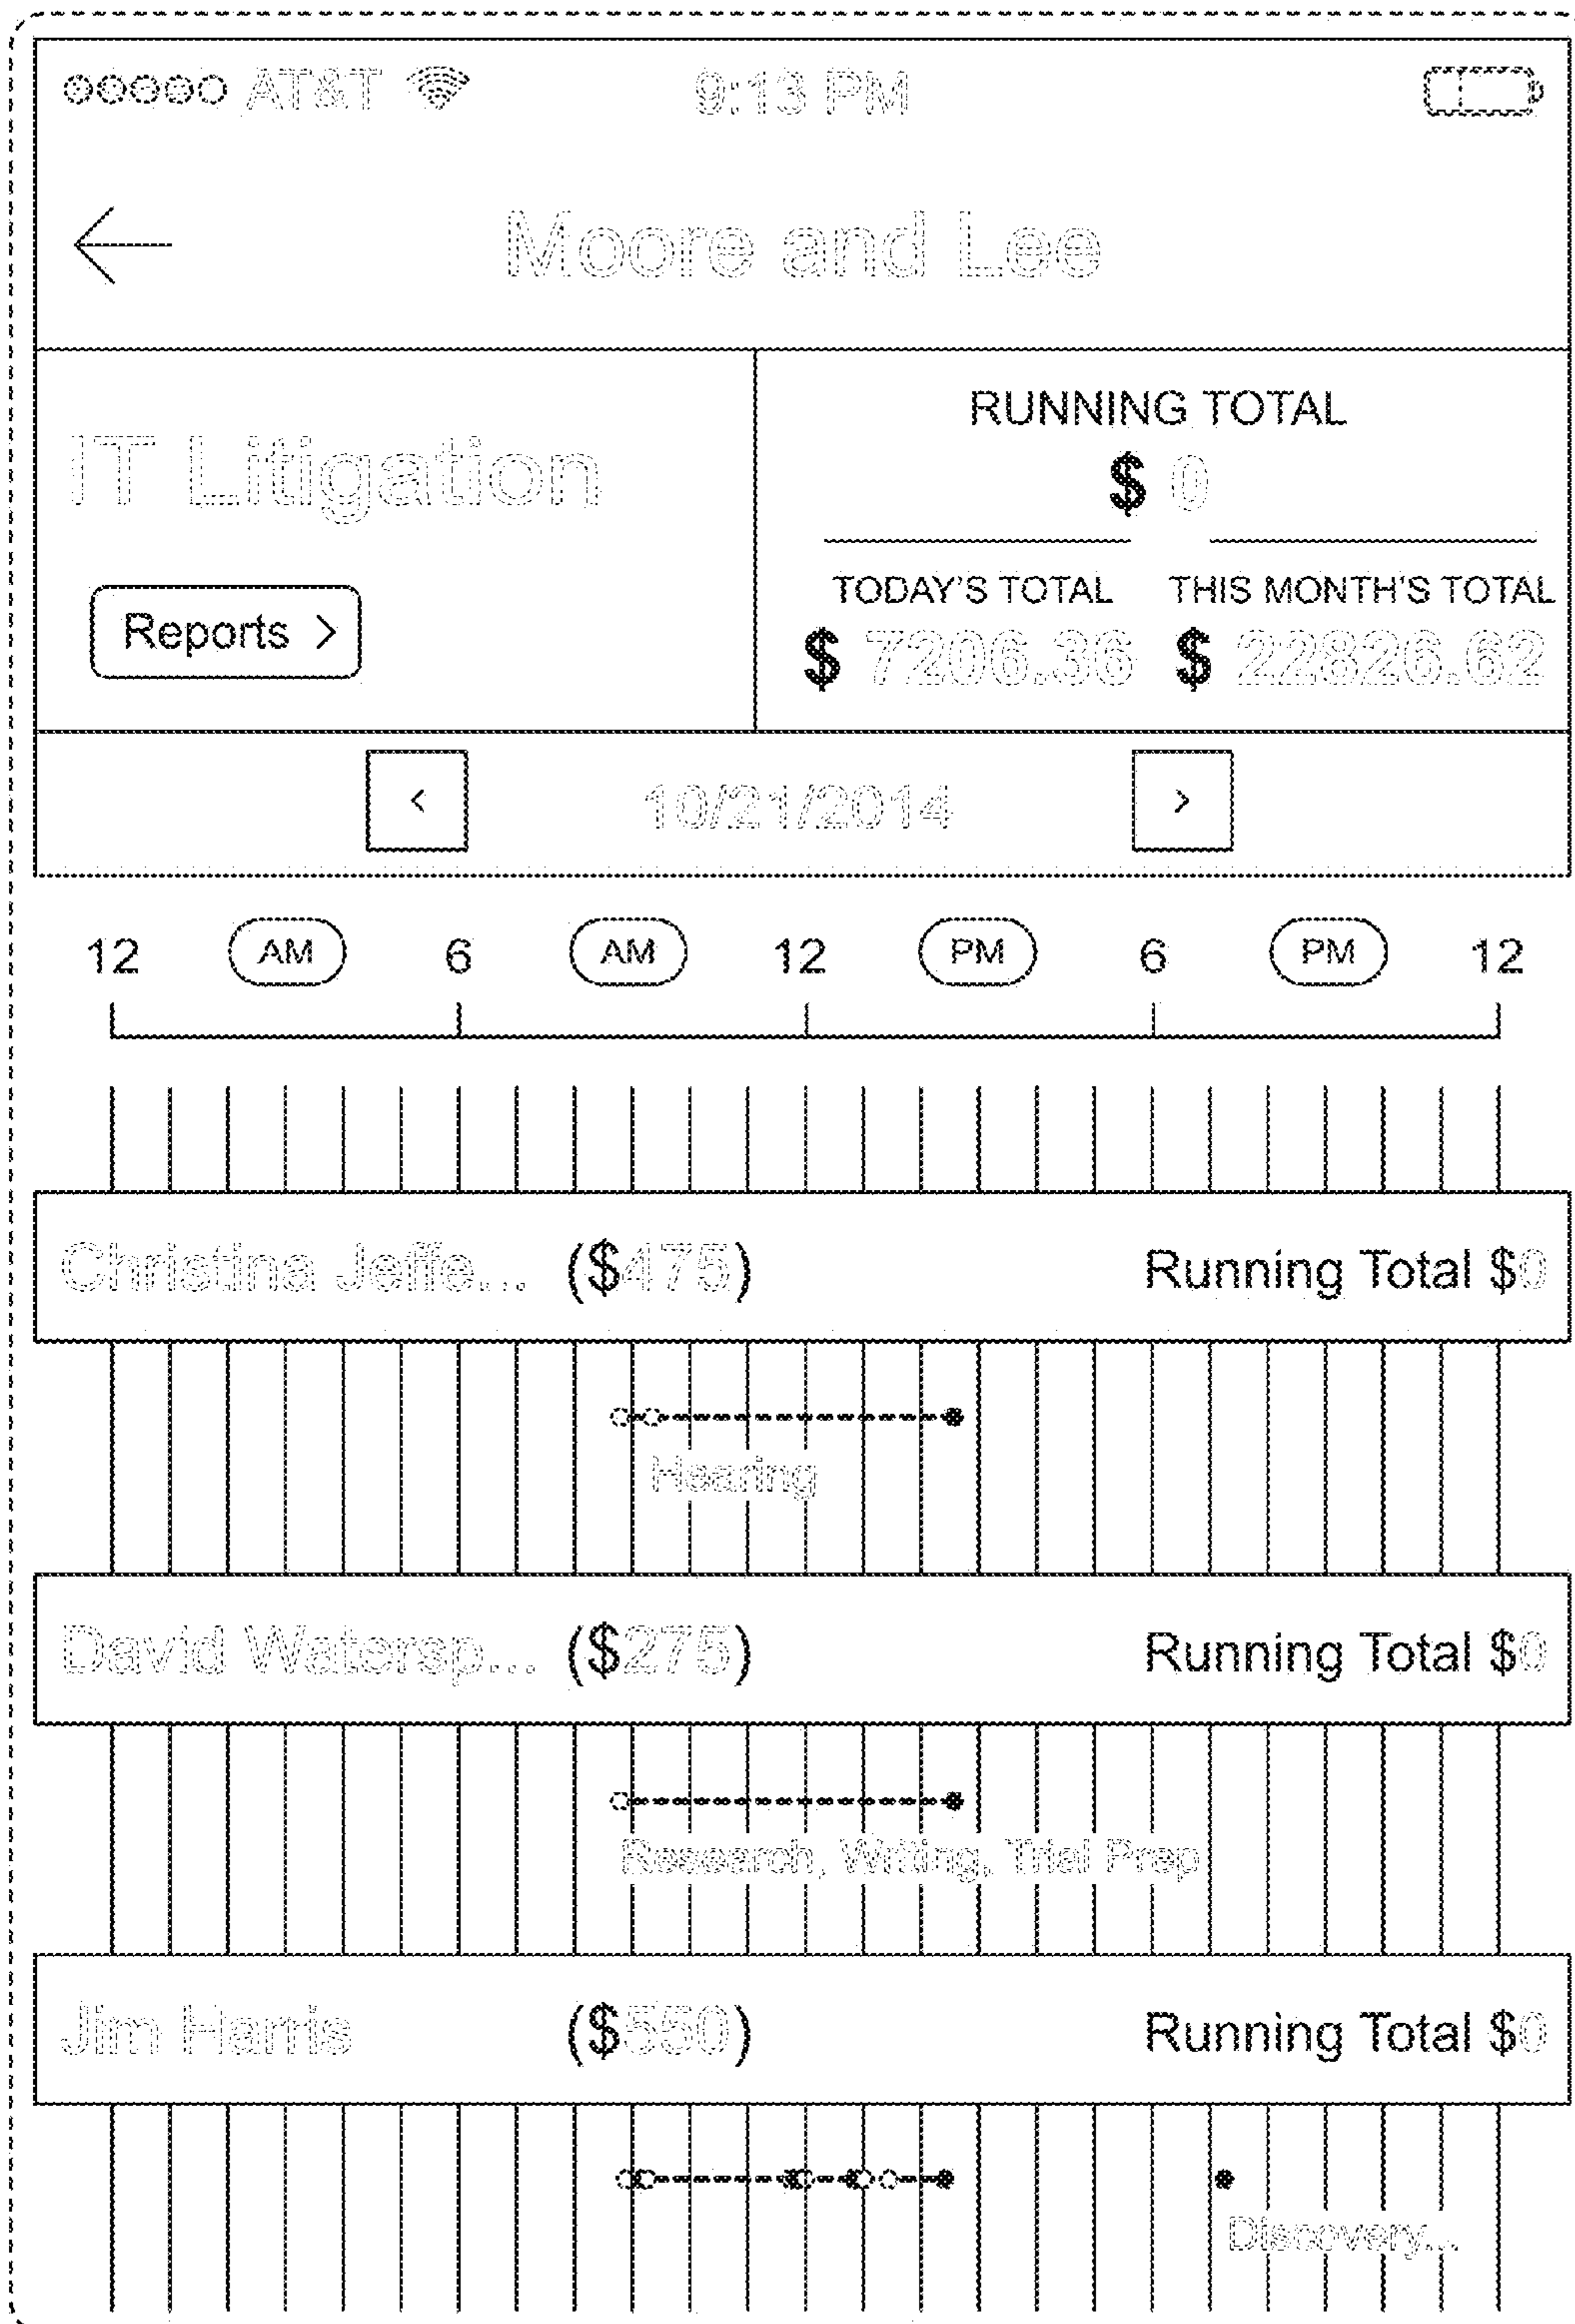 AT&T 9:13 PM
Moore and Lee
IT Litigation
Reports >
RUNNING TOTAL
$ 0
TODAY'S TOTAL THIS MONTH'S TOTAL
$ 7206.36 $ 22826.62
< 10/21/2014 >
12 AM 6 AM 12 PM 6 PM 12
Christina Jeffe... ($475) Running Total $0
Hearing
David Watersp... ($275) Running Total $0
Research, Writing, Trial Prep
Jim Harris ($550) Running Total $0
Discovery...